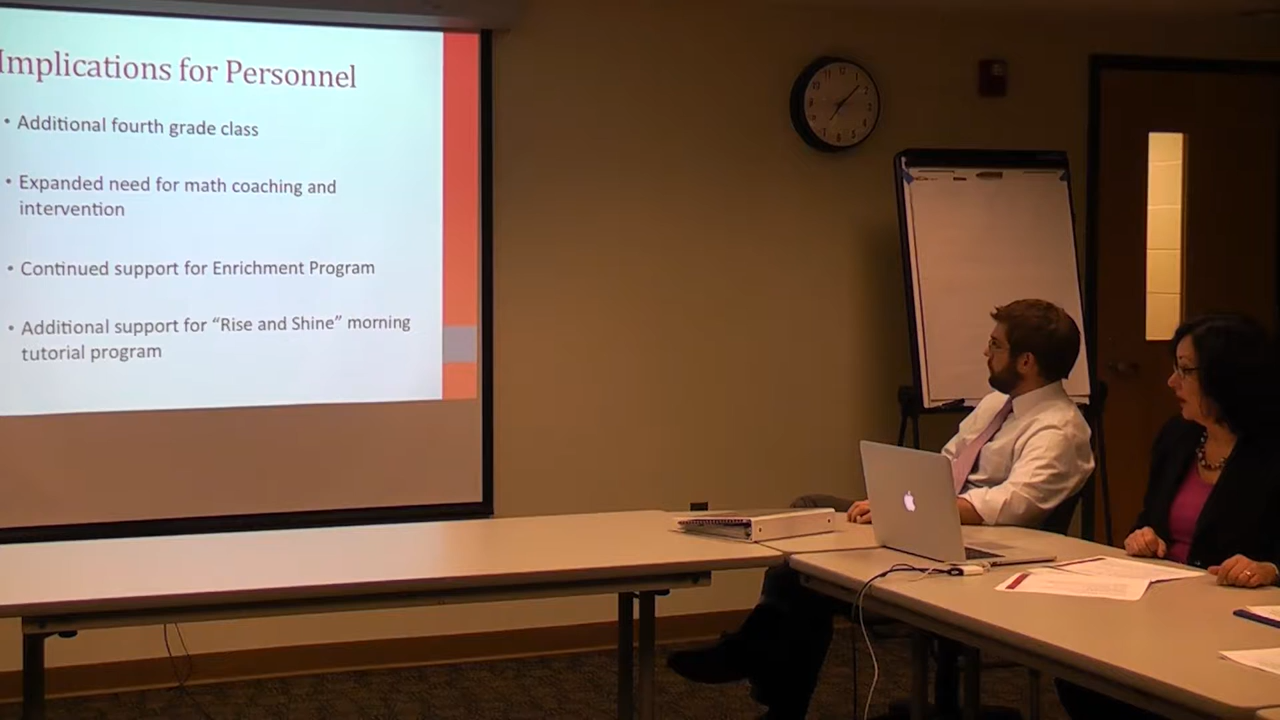 Implications for Personnel
• Additional fourth grade class
• Expanded need for math coaching and
intervention
• Continued support for Enrichment Program
• Additional support for “Rise and Shine” morning
tutorial program